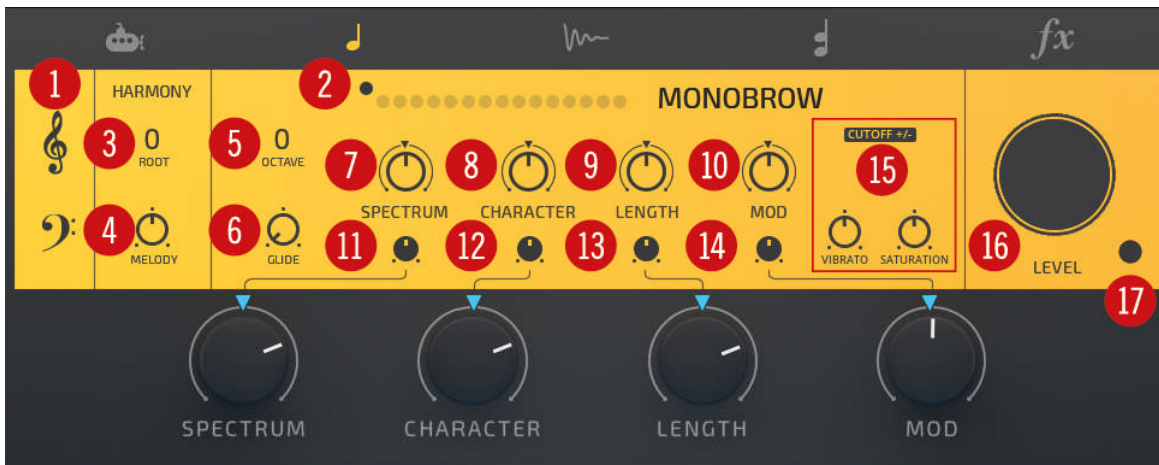 fx
1
2
HARMONY
MONOBROW
3
0
ROOT
5
0
OCTAVE
CUTOFF +/-
7
8
9
10
15
SPECTRUM
CHARACTER
LENGTH
MOD
4
MELODY
6
GLIDE
11
12
13
14
VIBRATO
SATURATION
16
LEVEL
17
SPECTRUM
CHARACTER
LENGTH
MOD